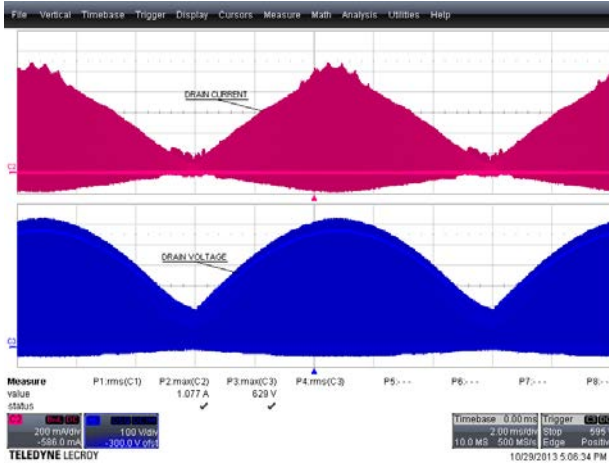 File Vertical Timebase Trigger Display Cursors Measure Math Analysis Utilities Help
DRAIN CURRENT
DRAIN VOLTAGE
Measure P1:rms(C1) P2:max(C2) P3:max(C3) P4:rms(C3) P5:--- P6:--- P7:--- P8:---
value 1.077 A 629 V
status
200 mA/div 100 V/div Timebase 0.00 ms Trigger
-586.0 mA -300.0 V ofst 2.00 ms/div Stop 595 V
10.0 MS 500 MS/s Edge Positive
TELEDYNE LECROY 10/29/2013 5:06:34 PM